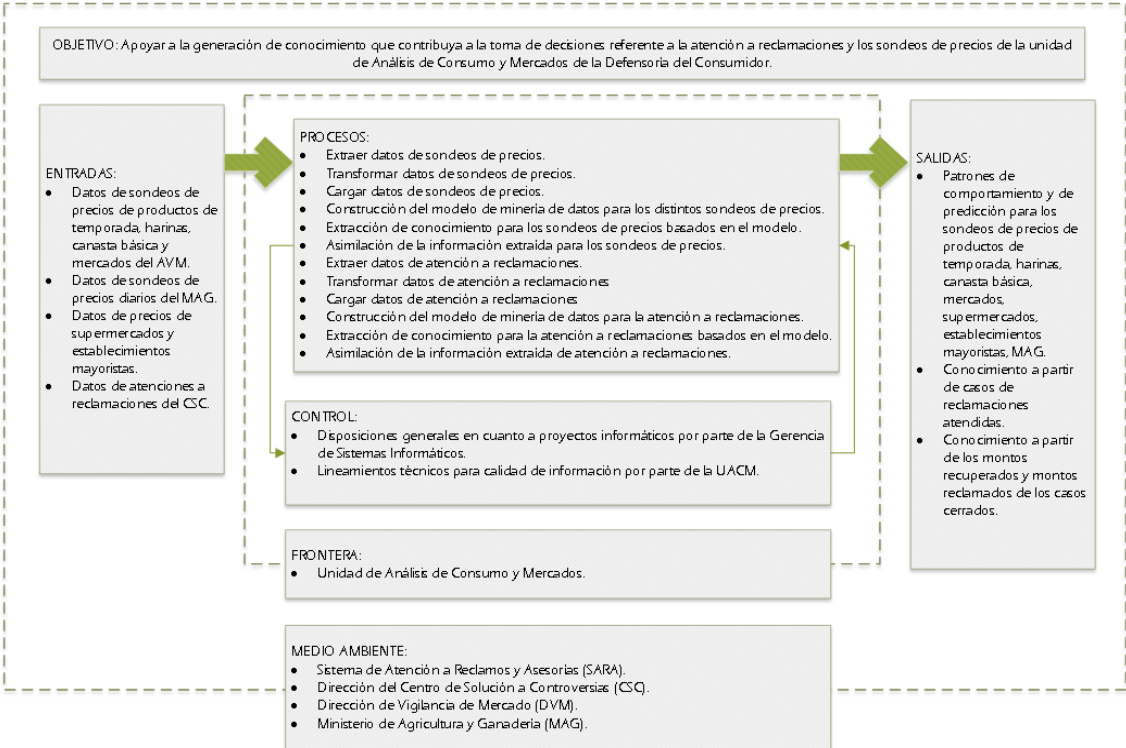 OBJETIVO: Apoyar a la generación de conocimiento que contribuya a la toma de decisiones referente a la atención a reclamaciones y los sondeos de precios de la unidad
de Análisis de Consumo y Mercados de la Defensoría del Consumidor.
ENTRADAS:
• Datos de sondeos de
precios de productos de
temporada, harinas,
canasta básica y
mercados del AVM.
• Datos de sondeos de
precios diarios del MAG.
• Datos de precios de
supermercados y
establecimientos
mayoristas.
• Datos de atenciones a
reclamaciones del CSC.
PROCESOS:
• Extraer datos de sondeos de precios.
• Transformar datos de sondeos de precios.
• Cargar datos de sondeos de precios.
• Construcción del modelo de minería de datos para los distintos sondeos de precios.
• Extracción de conocimiento para los sondeos de precios basados en el modelo.
• Asimilación de la información extraída para los sondeos de precios.
• Extraer datos de atención a reclamaciones.
• Transformar datos de atención a reclamaciones
• Cargar datos de atención a reclamaciones
• Construcción del modelo de minería de datos para la atención a reclamaciones.
• Extracción de conocimiento para la atención a reclamaciones basados en el modelo.
• Asimilación de la información extraída de atención a reclamaciones.
CONTROL:
• Disposiciones generales en cuanto a proyectos informáticos por parte de la Gerencia
de Sistemas Informáticos.
• Lineamientos técnicos para calidad de información por parte de la UACM.
FRONTERA:
• Unidad de Análisis de Consumo y Mercados.
MEDIO AMBIENTE:
• Sistema de Atención a Reclamos y Asesorías (SARA).
• Dirección del Centro de Solución a Controversias (CSC).
• Dirección de Vigilancia de Mercado (DVM).
• Ministerio de Agricultura y Ganadería (MAG).
SALIDAS:
• Patrones de
comportamiento y de
predicción para los
sondeos de precios de
productos de
temporada, harinas,
canasta básica,
mercados,
supermercados,
establecimientos
mayoristas, MAG.
• Conocimiento a partir
de casos de
reclamaciones
atendidas.
• Conocimiento a partir
de los montos
recuperados y montos
reclamados de los casos
cerrados.